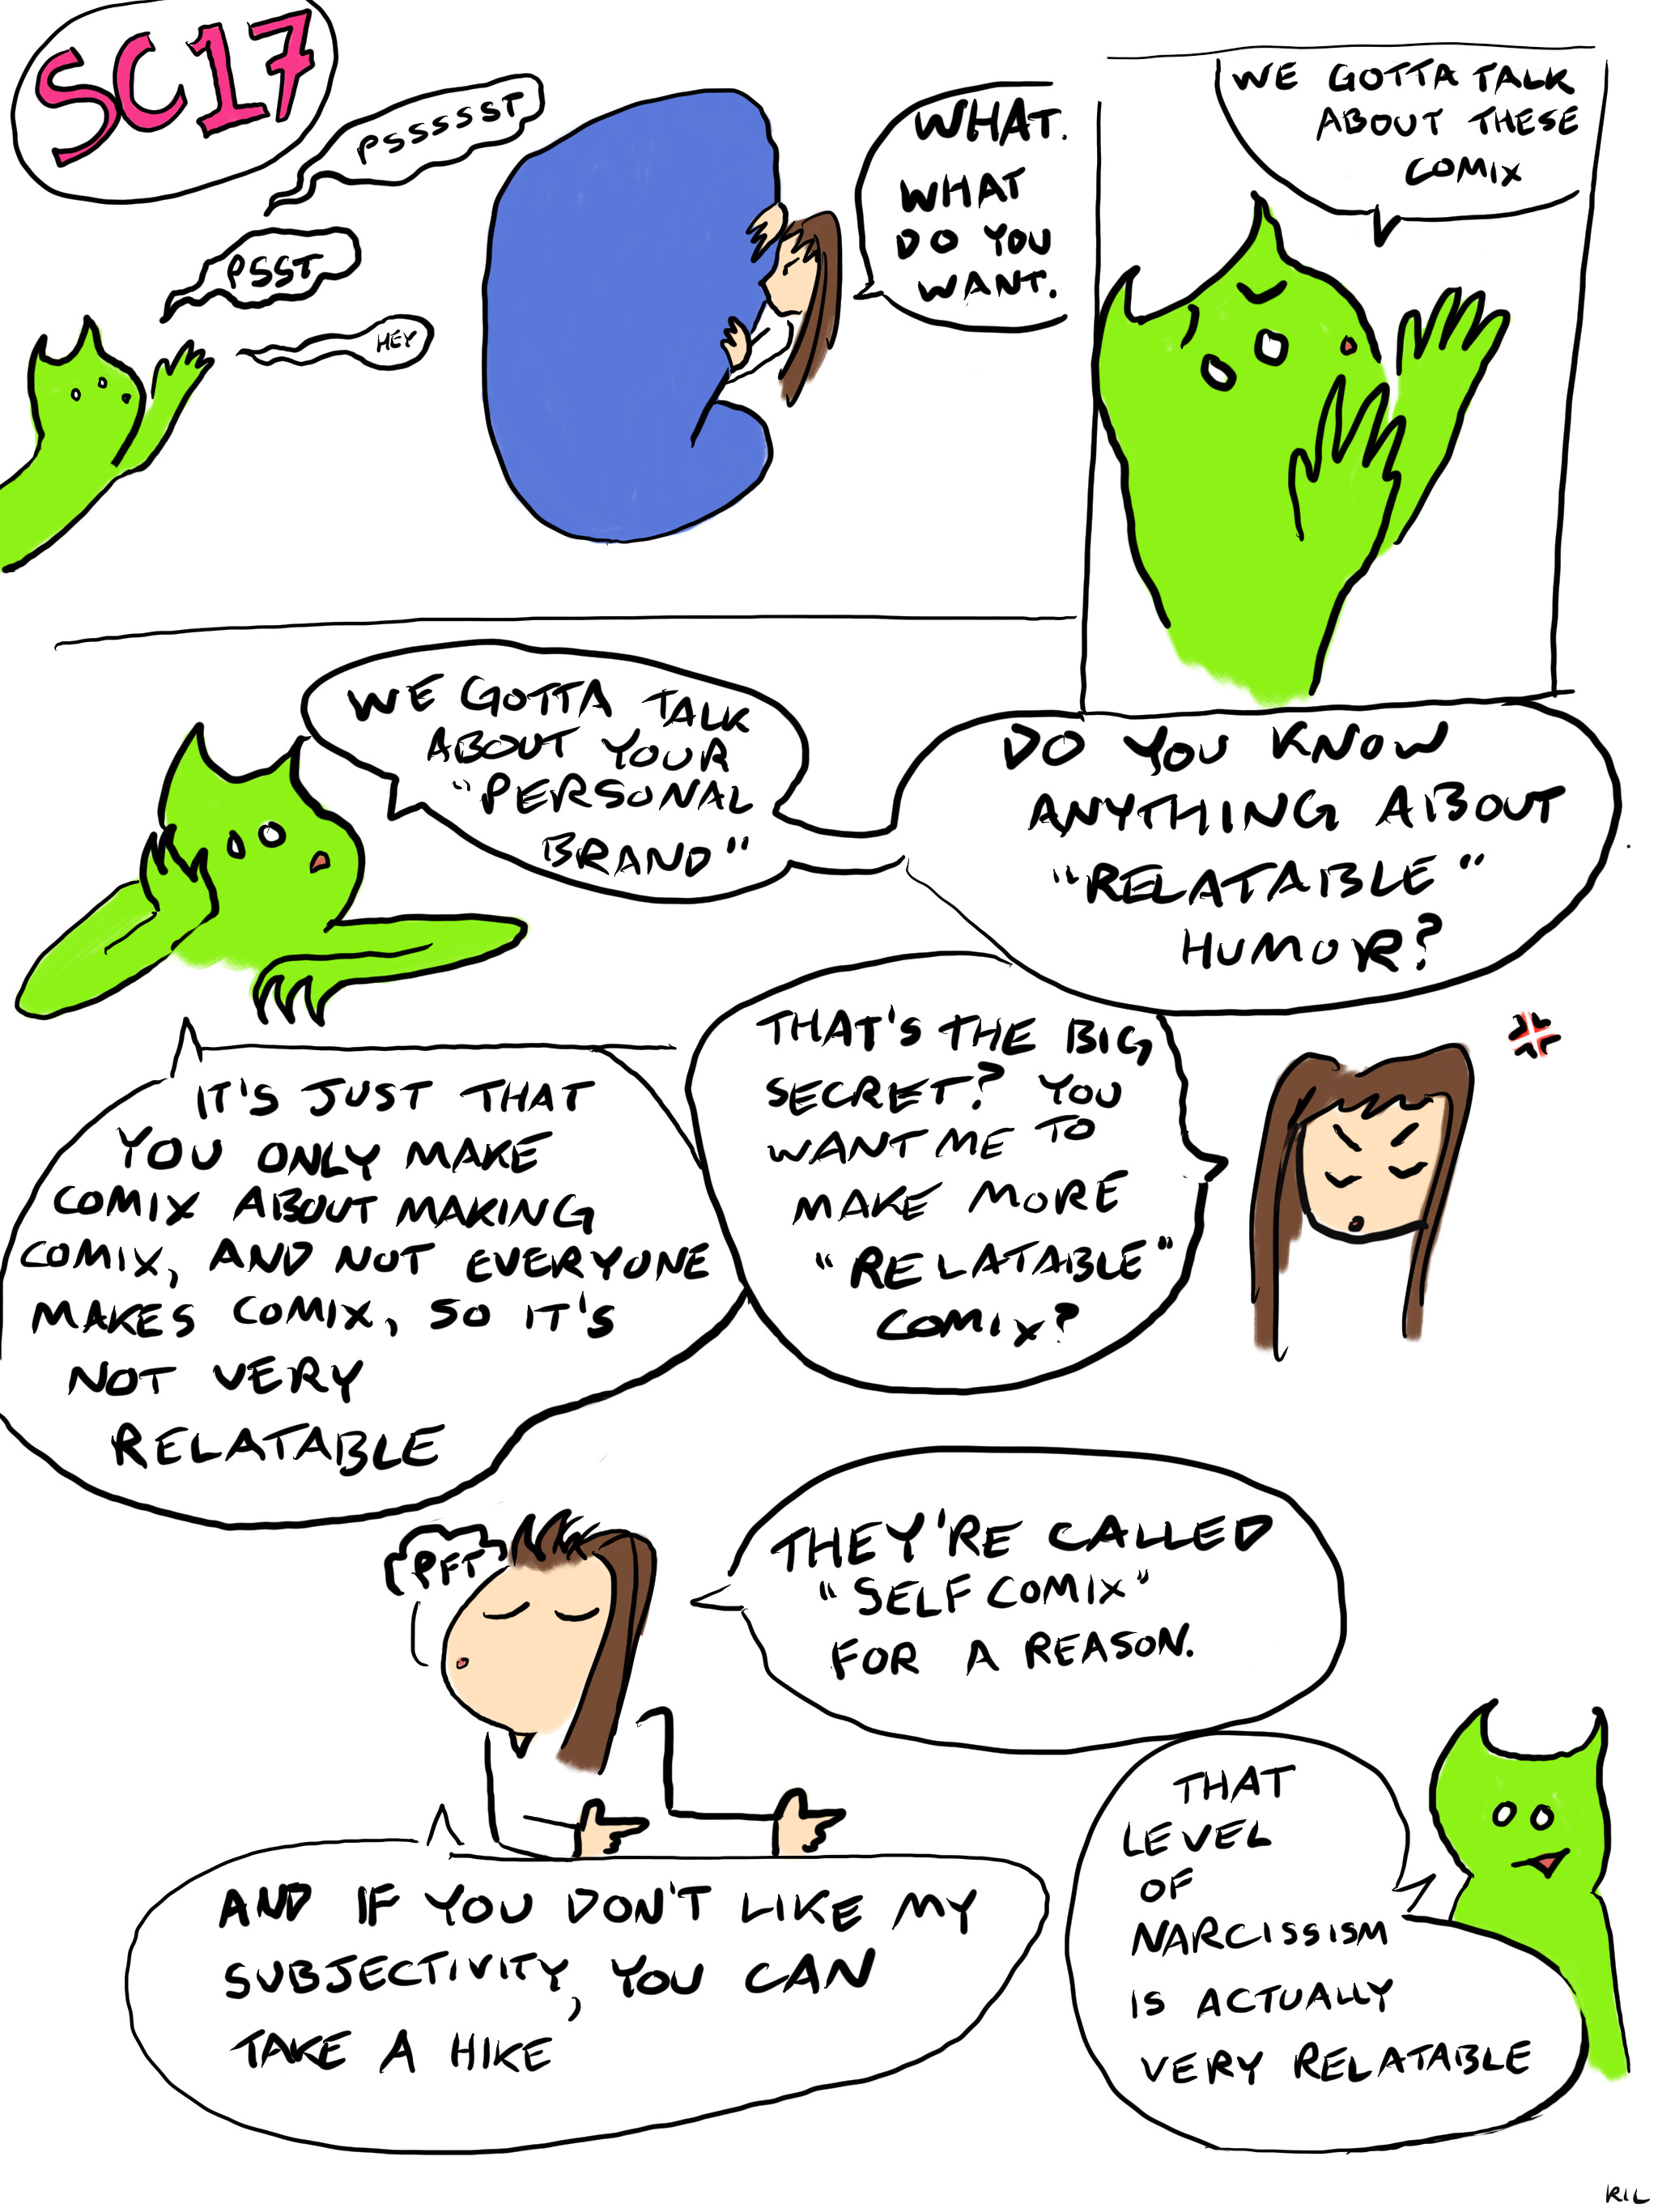 SC17
PSSSSSST
PSST
HEY
WHAT.
WHAT
DO YOU
WANT.
WE GOTTA TALK
ABOUT THESE
COMIX
WE GOTTA TALK
ABOUT YOUR
"PERSONAL
BRAND"
DO YOU KNOW
ANYTHING ABOUT
"RELATABLE"
HUMOR?
THAT'S THE BIG
SECRET? YOU
WANT ME TO
MAKE MORE
"RELATABLE"
COMIX?
IT'S JUST THAT
YOU ONLY MAKE
COMIX ABOUT MAKING
COMIX, AND NOT EVERYONE
MAKES COMIX, SO IT'S
NOT VERY
RELATABLE
PFT
THEY'RE CALLED
"SELF COMIX"
FOR A REASON.
AND IF YOU DON'T LIKE MY
SUBJECTIVITY, YOU CAN
TAKE A HIKE
THAT
LEVEL
OF
NARCISSISM
IS ACTUALLY
VERY RELATABLE
RIL